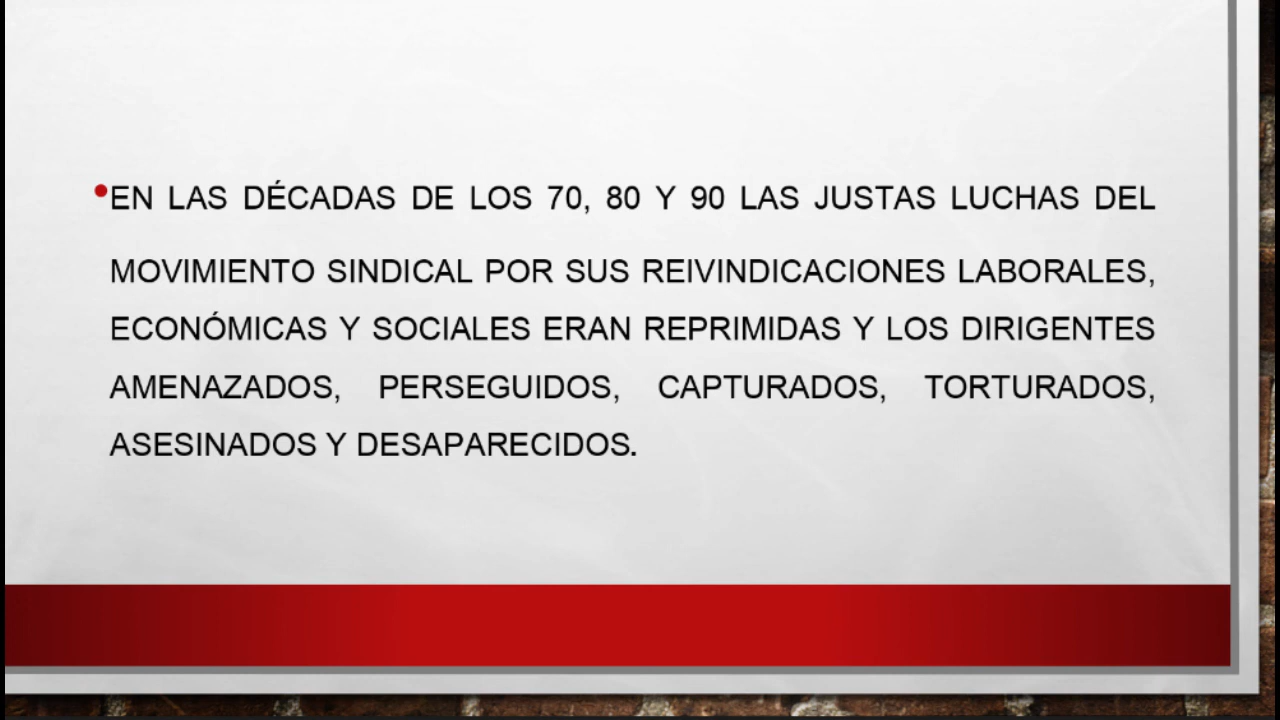 •EN LAS DÉCADAS DE LOS 70, 80 Y 90 LAS JUSTAS LUCHAS DEL
MOVIMIENTO SINDICAL POR SUS REIVINDICACIONES LABORALES,
ECONÓMICAS Y SOCIALES ERAN REPRIMIDAS Y LOS DIRIGENTES
AMENAZADOS, PERSEGUIDOS, CAPTURADOS, TORTURADOS,
ASESINADOS Y DESAPARECIDOS.